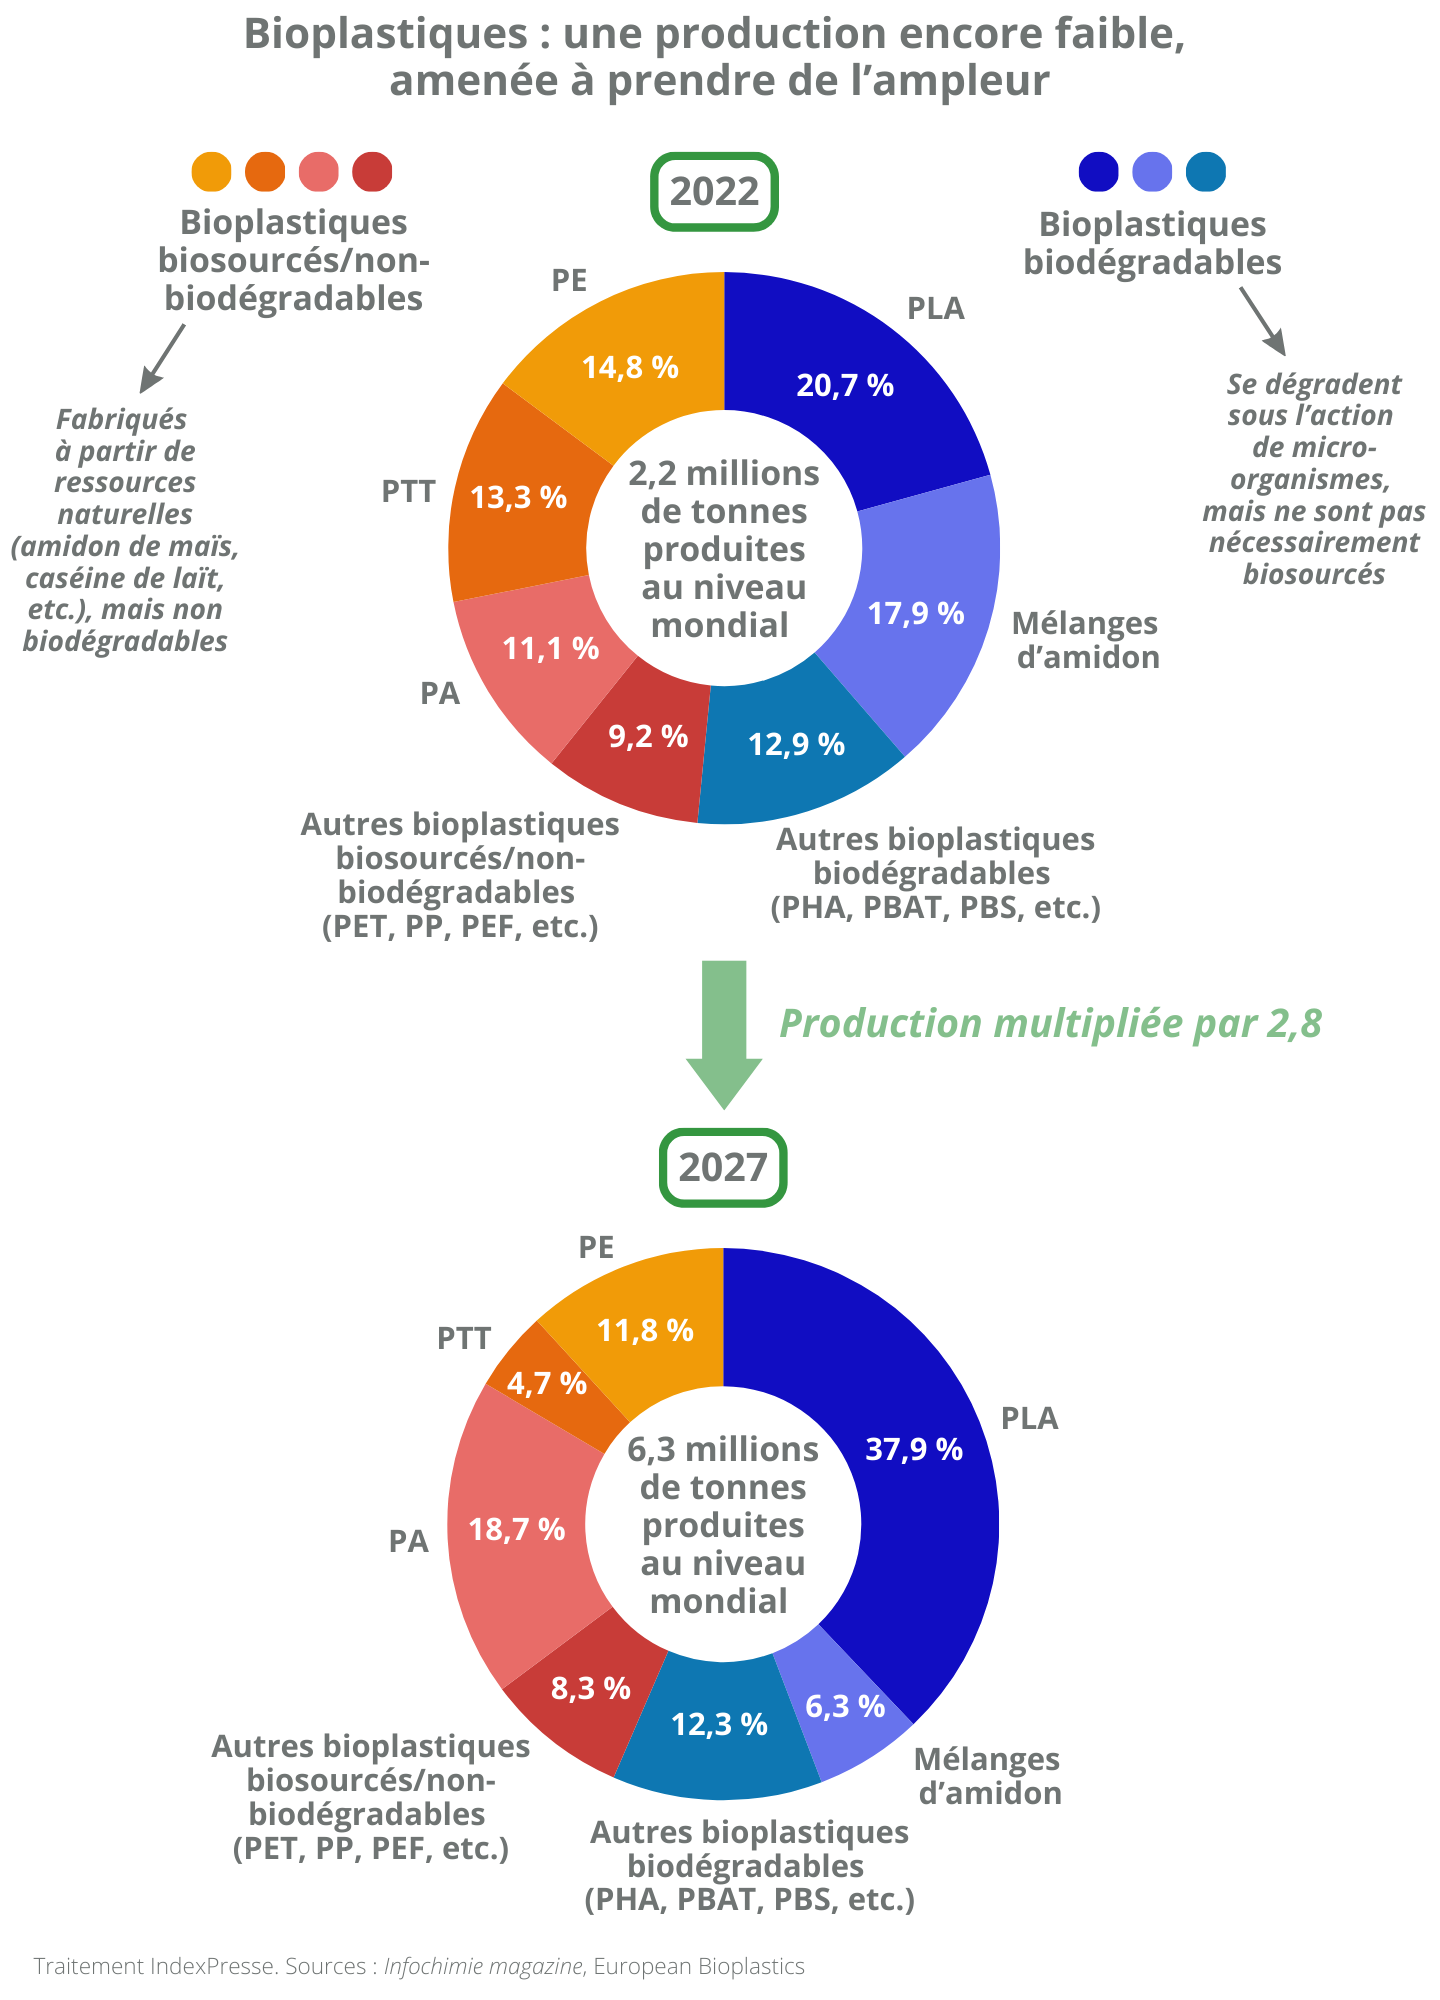 Bioplastiques : une production encore faible,
amenée à prendre de l'ampleur
Bioplastiques
biosourcés/non-
biodégradables
Fabriqués
à partir de
ressources
naturelles
(amidon de maïs,
caséine de laït,
etc.), mais non
biodégradables
2022
Bioplastiques
biodégradables
Se dégradent
sous l'action
de micro-
organismes,
mais ne sont pas
nécessairement
biosourcés
PE
14,8 %
PLA
20,7 %
PTT
13,3 %
2,2 millions
de tonnes
produites
au niveau
mondial
17,9 %
Mélanges
d'amidon
PA
11,1 %
9,2 %
12,9 %
Autres bioplastiques
biosourcés/non-
biodégradables
(PET, PP, PEF, etc.)
Autres bioplastiques
biodégradables
(PHA, PBAT, PBS, etc.)
Production multipliée par 2,8
2027
PE
11,8 %
PTT
4,7 %
PLA
37,9 %
6,3 millions
de tonnes
produites
au niveau
mondial
PA
18,7 %
8,3 %
12,3 %
6,3 %
Mélanges
d'amidon
Autres bioplastiques
biosourcés/non-
biodégradables
(PET, PP, PEF, etc.)
Autres bioplastiques
biodégradables
(PHA, PBAT, PBS, etc.)
Traitement IndexPresse. Sources : Infochimie magazine, European Bioplastics